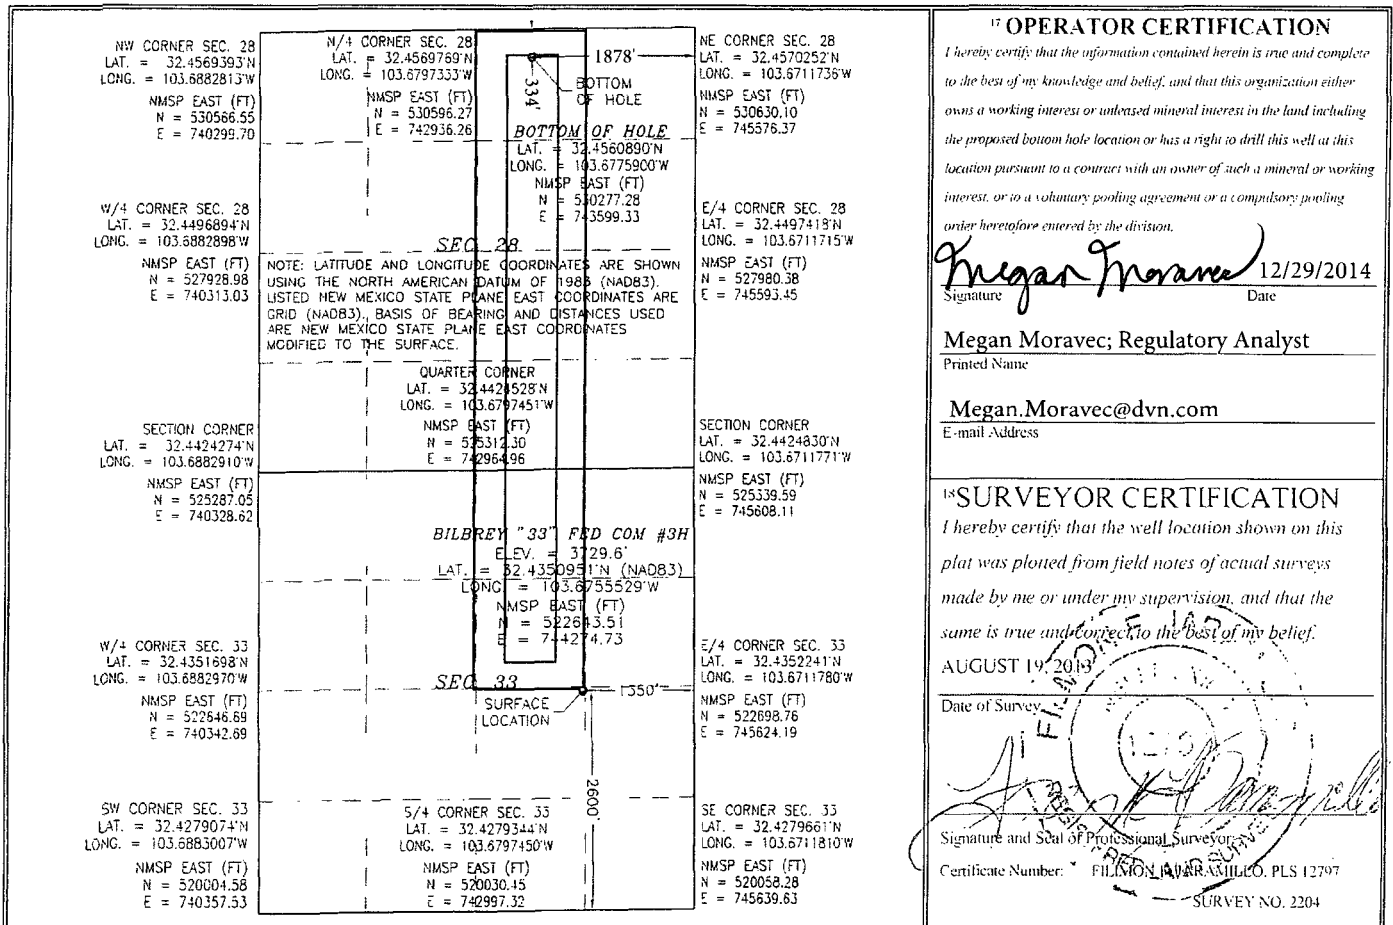 NW CORNER SEC. 28
LAT. = 32.4569393'N
LONG. = 103.6882813'W
NMSP EAST (FT)
N = 530566.55
E = 740299.70
N/4 CORNER SEC. 28
LAT. = 32.4569769'N
LONG. = 103.6797333'W
NMSP EAST (FT)
N = 530596.27
E = 742936.26
1878'
334'
BOTTOM
OF HOLE
NE CORNER SEC. 28
LAT. = 32.4570252'N
LONG. = 103.6711736'W
NMSP EAST (FT)
N = 530630.10
E = 745576.37
BOTTOM OF HOLE
LAT. = 32.4560890'N
LONG. = 103.6775900'W
NMSP EAST (FT)
N = 530277.28
E = 743599.33
W/4 CORNER SEC. 28
LAT. = 32.4496894'N
LONG. = 103.6882898'W
NMSP EAST (FT)
N = 527928.98
E = 740313.03
E/4 CORNER SEC. 28
LAT. = 32.4497418'N
LONG. = 103.6711715'W
NMSP EAST (FT)
N = 527980.38
E = 745593.45
SEC. 28
NOTE: LATITUDE AND LONGITUDE COORDINATES ARE SHOWN
USING THE NORTH AMERICAN DATUM OF 1983 (NAD83).
LISTED NEW MEXICO STATE PLANE EAST COORDINATES ARE
GRID (NAD83). BASIS OF BEARING AND DISTANCES USED
ARE NEW MEXICO STATE PLANE EAST COORDINATES
MODIFIED TO THE SURFACE.
QUARTER CORNER
LAT. = 32.4424528'N
LONG. = 103.6797451'W
NMSP EAST (FT)
N = 525312.30
E = 742964.96
SECTION CORNER
LAT. = 32.4424274'N
LONG. = 103.6882910'W
NMSP EAST (FT)
N = 525287.05
E = 740328.62
SECTION CORNER
LAT. = 32.4424830'N
LONG. = 103.6711771'W
NMSP EAST (FT)
N = 525339.59
E = 745608.11
BILBREY "33" FED COM #3H
ELEV. = 3729.6'
LAT. = 32.4350951'N (NAD83)
LONG. = 103.6755529'W
NMSP EAST (FT)
N = 522643.51
E = 744274.73
W/4 CORNER SEC. 33
LAT. = 32.4351698'N
LONG. = 103.6882970'W
NMSP EAST (FT)
N = 522646.69
E = 740342.69
E/4 CORNER SEC. 33
LAT. = 32.4352241'N
LONG. = 103.6711780'W
NMSP EAST (FT)
N = 522698.76
E = 745624.19
SEC. 33
SURFACE
LOCATION
1350'
2600'
SW CORNER SEC. 33
LAT. = 32.4279074'N
LONG. = 103.6883007'W
NMSP EAST (FT)
N = 520004.58
E = 740357.53
S/4 CORNER SEC. 33
LAT. = 32.4279344'N
LONG. = 103.6797450'W
NMSP EAST (FT)
N = 520030.45
E = 742997.32
SE CORNER SEC. 33
LAT. = 32.4279661'N
LONG. = 103.6711810'W
NMSP EAST (FT)
N = 520058.28
E = 745639.63
17 OPERATOR CERTIFICATION
I hereby certify that the information contained herein is true and complete
to the best of my knowledge and belief, and that this organization either
owns a working interest or unleased mineral interest in the land including
the proposed bottom hole location or has a right to drill this well at this
location pursuant to a contract with an owner of such a mineral or working
interest, or to a voluntary pooling agreement or a compulsory pooling
order heretofore entered by the division.
Megan Moravec 12/29/2014
Signature Date
Megan Moravec; Regulatory Analyst
Printed Name
Megan.Moravec@dvn.com
E-mail Address
18 SURVEYOR CERTIFICATION
I hereby certify that the well location shown on this
plat was plotted from field notes of actual surveys
made by me or under my supervision, and that the
same is true and correct to the best of my belief.
AUGUST 19, 2013
Date of Survey
Signature and Seal of Professional Surveyor:
Certificate Number: FILIMON F. JARAMILLO, PLS 12797
SURVEY NO. 2204